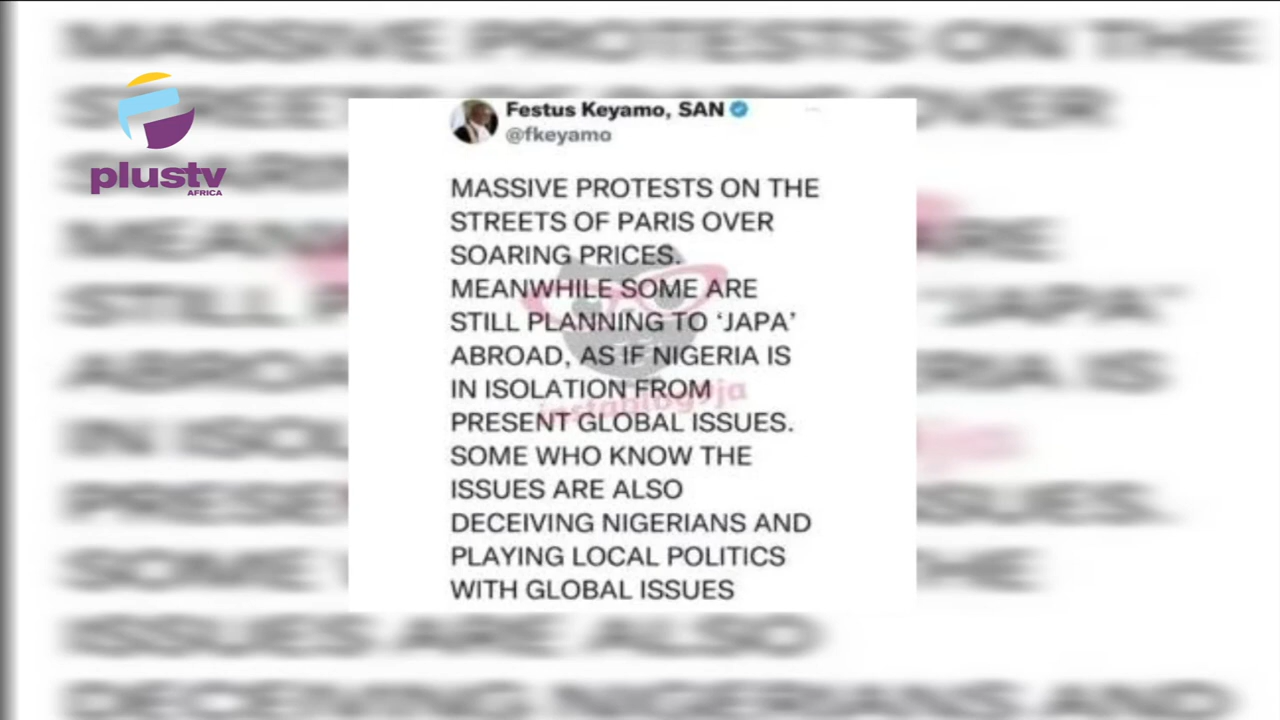 plustv
AFRICA
Festus Keyamo, SAN
@fkeyamo
MASSIVE PROTESTS ON THE
STREETS OF PARIS OVER
SOARING PRICES.
MEANWHILE SOME ARE
STILL PLANNING TO ‘JAPA’
ABROAD, AS IF NIGERIA IS
IN ISOLATION FROM
PRESENT GLOBAL ISSUES.
SOME WHO KNOW THE
ISSUES ARE ALSO
DECEIVING NIGERIANS AND
PLAYING LOCAL POLITICS
WITH GLOBAL ISSUES
instablog9ja